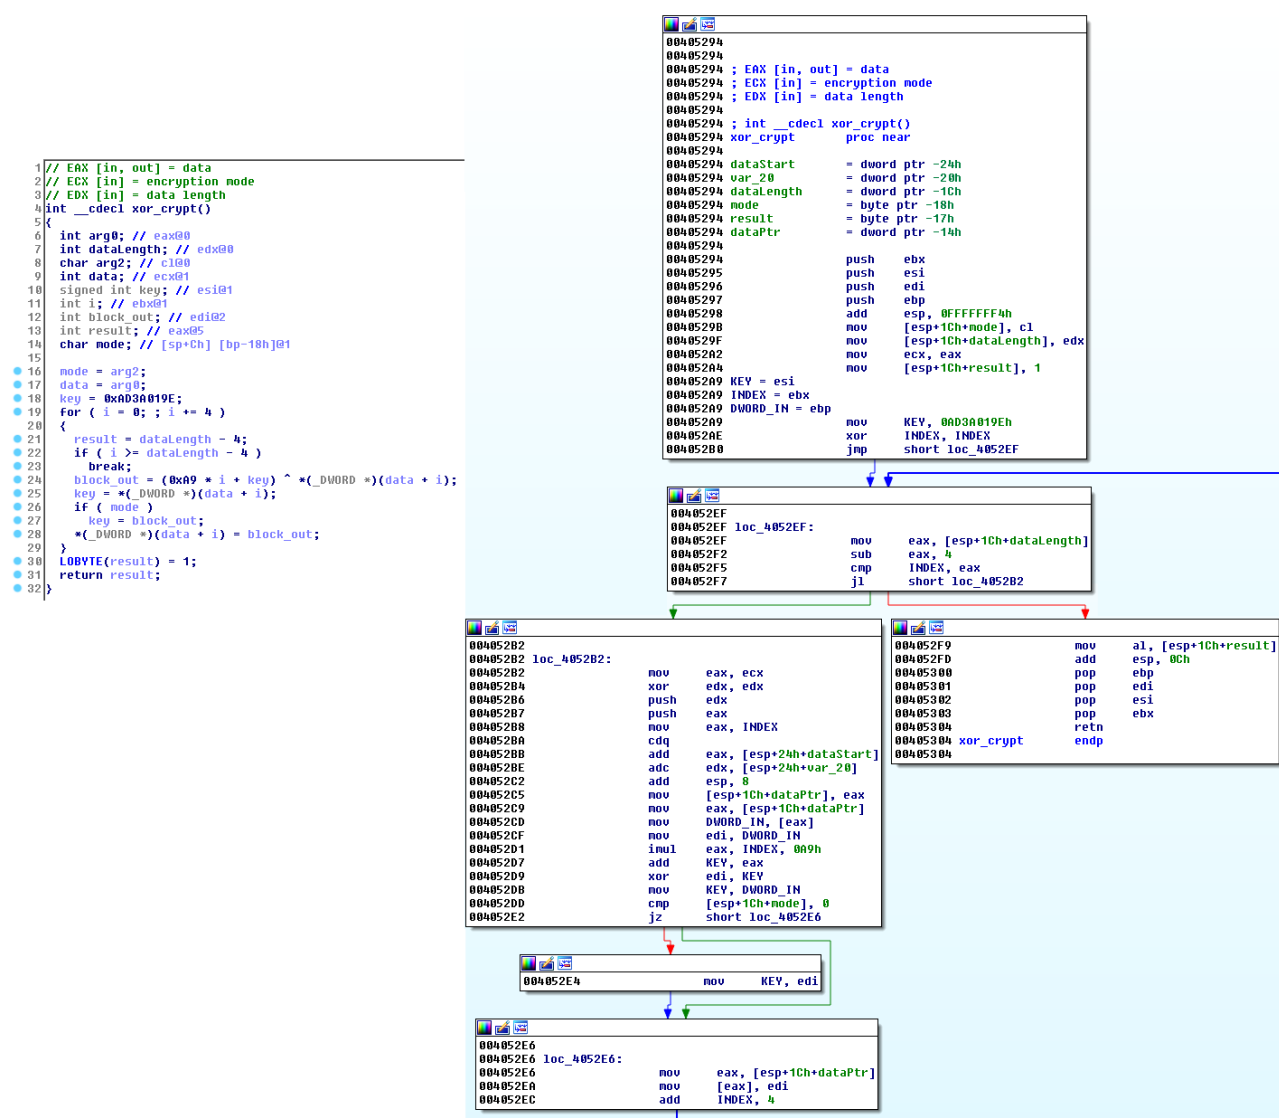 1 // EAX [in, out] = data
2 // ECX [in] = encryption mode
3 // EDX [in] = data length
4 int __cdecl xor_crypt()
5 {
6 int arg0; // eax@0
7 int dataLength; // edx@0
8 char arg2; // cl@0
9 int data; // ecx@1
10 signed int key; // esi@1
11 int i; // ebx@1
12 int block_out; // edi@2
13 int result; // eax@5
14 char mode; // [sp+Ch] [bp-18h]@1
15
16 mode = arg2;
17 data = arg0;
18 key = 0xAD3A019E;
19 for ( i = 0; ; i += 4 )
20 {
21 result = dataLength - 4;
22 if ( i >= dataLength - 4 )
23 break;
24 block_out = (0xA9 * i + key) ^ *(_DWORD *)(data + i);
25 key = *(_DWORD *)(data + i);
26 if ( mode )
27 key = block_out;
28 *(_DWORD *)(data + i) = block_out;
29 }
30 LOBYTE(result) = 1;
31 return result;
32 }
00405294
00405294
00405294 ; EAX [in, out] = data
00405294 ; ECX [in] = encryption mode
00405294 ; EDX [in] = data length
00405294
00405294 ; int __cdecl xor_crypt()
00405294 xor_crypt proc near
00405294
00405294 dataStart = dword ptr -24h
00405294 var_20 = dword ptr -20h
00405294 dataLength = dword ptr -1Ch
00405294 mode = byte ptr -18h
00405294 result = byte ptr -17h
00405294 dataPtr = dword ptr -14h
00405294
00405294 push ebx
00405295 push esi
00405296 push edi
00405297 push ebp
00405298 add esp, 0FFFFFFF4h
0040529B mov [esp+1Ch+mode], cl
0040529F mov [esp+1Ch+dataLength], edx
004052A2 mov ecx, eax
004052A4 mov [esp+1Ch+result], 1
004052A9 KEY = esi
004052A9 INDEX = ebx
004052A9 DWORD_IN = ebp
004052A9 mov KEY, 0AD3A019Eh
004052AE xor INDEX, INDEX
004052B0 jmp short loc_4052EF
004052EF
004052EF loc_4052EF:
004052EF mov eax, [esp+1Ch+dataLength]
004052F2 sub eax, 4
004052F5 cmp INDEX, eax
004052F7 jl short loc_4052B2
004052B2
004052B2 loc_4052B2:
004052B2 mov eax, ecx
004052B4 xor edx, edx
004052B6 push edx
004052B7 push eax
004052B8 mov eax, INDEX
004052BA cdq
004052BB add eax, [esp+24h+dataStart]
004052BE adc edx, [esp+24h+var_20]
004052C2 add esp, 8
004052C5 mov [esp+1Ch+dataPtr], eax
004052C9 mov eax, [esp+1Ch+dataPtr]
004052CD mov DWORD_IN, [eax]
004052CF mov edi, DWORD_IN
004052D1 imul eax, INDEX, 0A9h
004052D7 add KEY, eax
004052D9 xor edi, KEY
004052DB mov KEY, DWORD_IN
004052DD cmp [esp+1Ch+mode], 0
004052E2 jz short loc_4052E6
004052F9 mov al, [esp+1Ch+result]
004052FD add esp, 0Ch
00405300 pop ebp
00405301 pop edi
00405302 pop esi
00405303 pop ebx
00405304 retn
00405304 xor_crypt endp
00405304
004052E4 mov KEY, edi
004052E6
004052E6 loc_4052E6:
004052E6 mov eax, [esp+1Ch+dataPtr]
004052EA mov [eax], edi
004052EC add INDEX, 4